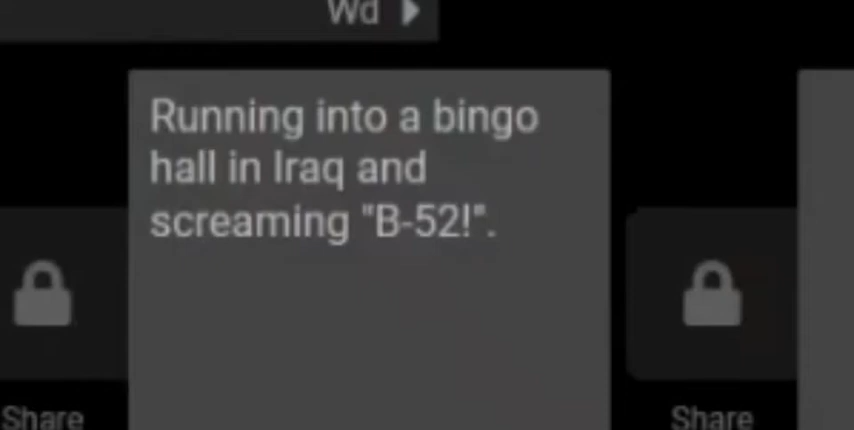 Wd
Running into a bingo
hall in Iraq and
screaming "B-52!".
Share
Share